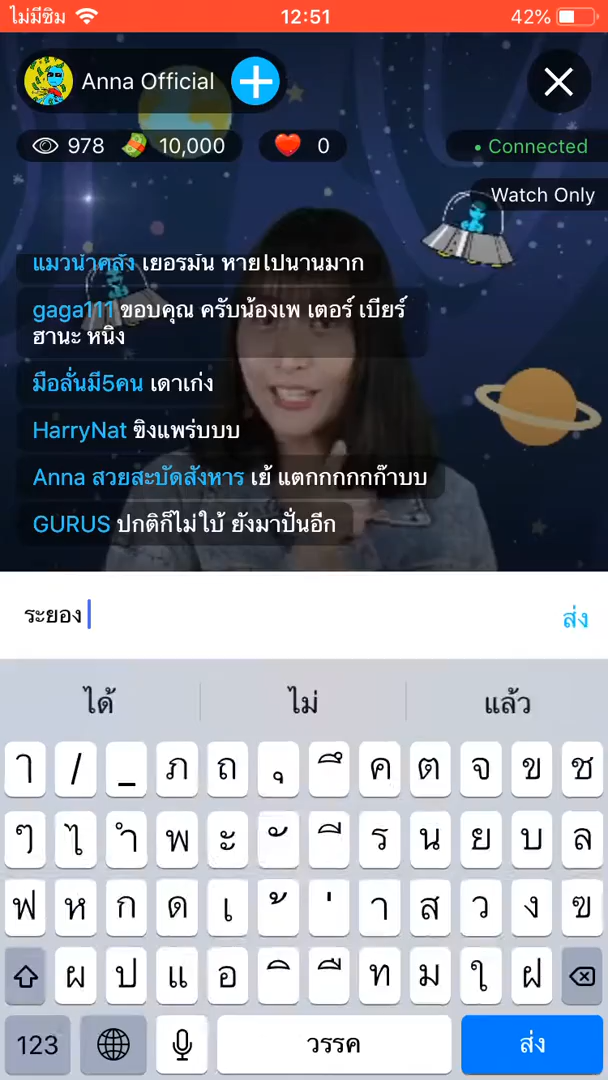 ไม่มีซิม 12:51 42%
Anna Official
978 10,000 0 • Connected
Watch Only
แมวน้ำคลั่ง เยอรมัน หายไปนานมาก
gaga111 ขอบคุณ ครับน้องเพ เตอร์ เบียร์
ฮานะ หนิง
มือลั่นมี5คน เดาเก่ง
HarryNat ซิงแพร่บบบ
Anna สวยสะบัดสังหาร เย้ แตกกกกกก๊าบบ
GURUS ปกติก็ไม่ใบ้ ยังมาปั่นอีก
ระยอง ส่ง
ได้ ไม่ แล้ว
ๅ / _ ภ ถ ุ ึ ค ต จ ข ช
ๆ ไ ำ พ ะ ั ี ร น ย บ ล
ฟ ห ก ด เ ้ ่ า ส ว ง ฃ
ผ ป แ อ ิ ื ท ม ใ ฝ
123 วรรค ส่ง